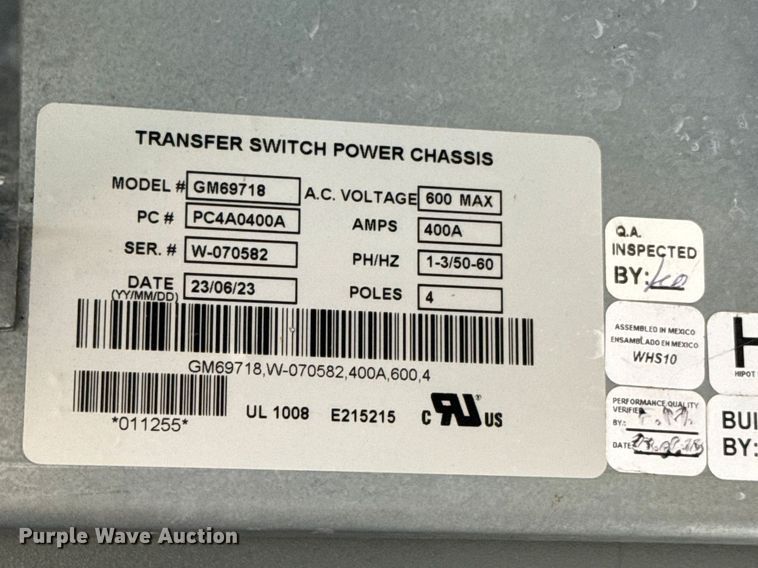 TRANSFER SWITCH POWER CHASSIS
MODEL # GM69718 A.C. VOLTAGE 600 MAX
PC # PC4A0400A AMPS 400A
SER. # W-070582 PH/HZ 1-3/50-60
DATE (YY/MM/DD) 23/06/23 POLES 4
GM69718,W-070582,400A,600,4
*011255*
UL 1008 E215215 C RU US
Q.A.
INSPECTED
BY:
ASSEMBLED IN MEXICO
ENSAMBLADO EN MEXICO
WHS10
PERFORMANCE QUALITY
VERIFIED
BY:
DATE
H
HIPOT
BUI
BY:
Purple Wave Auction